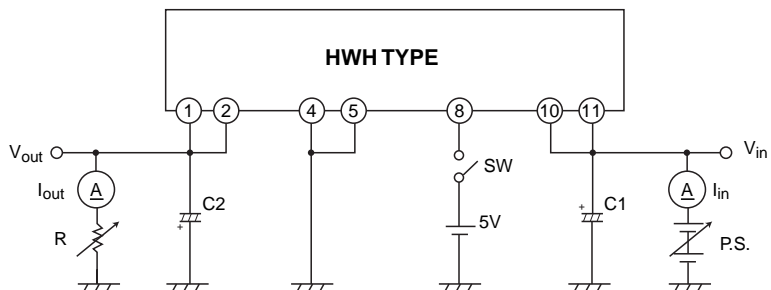 HWH TYPE
1 2 4 5 8 10 11
Vout
Iout
A
R
C2
+
SW
5V
+
C1
A
Iin
Vin
P.S.